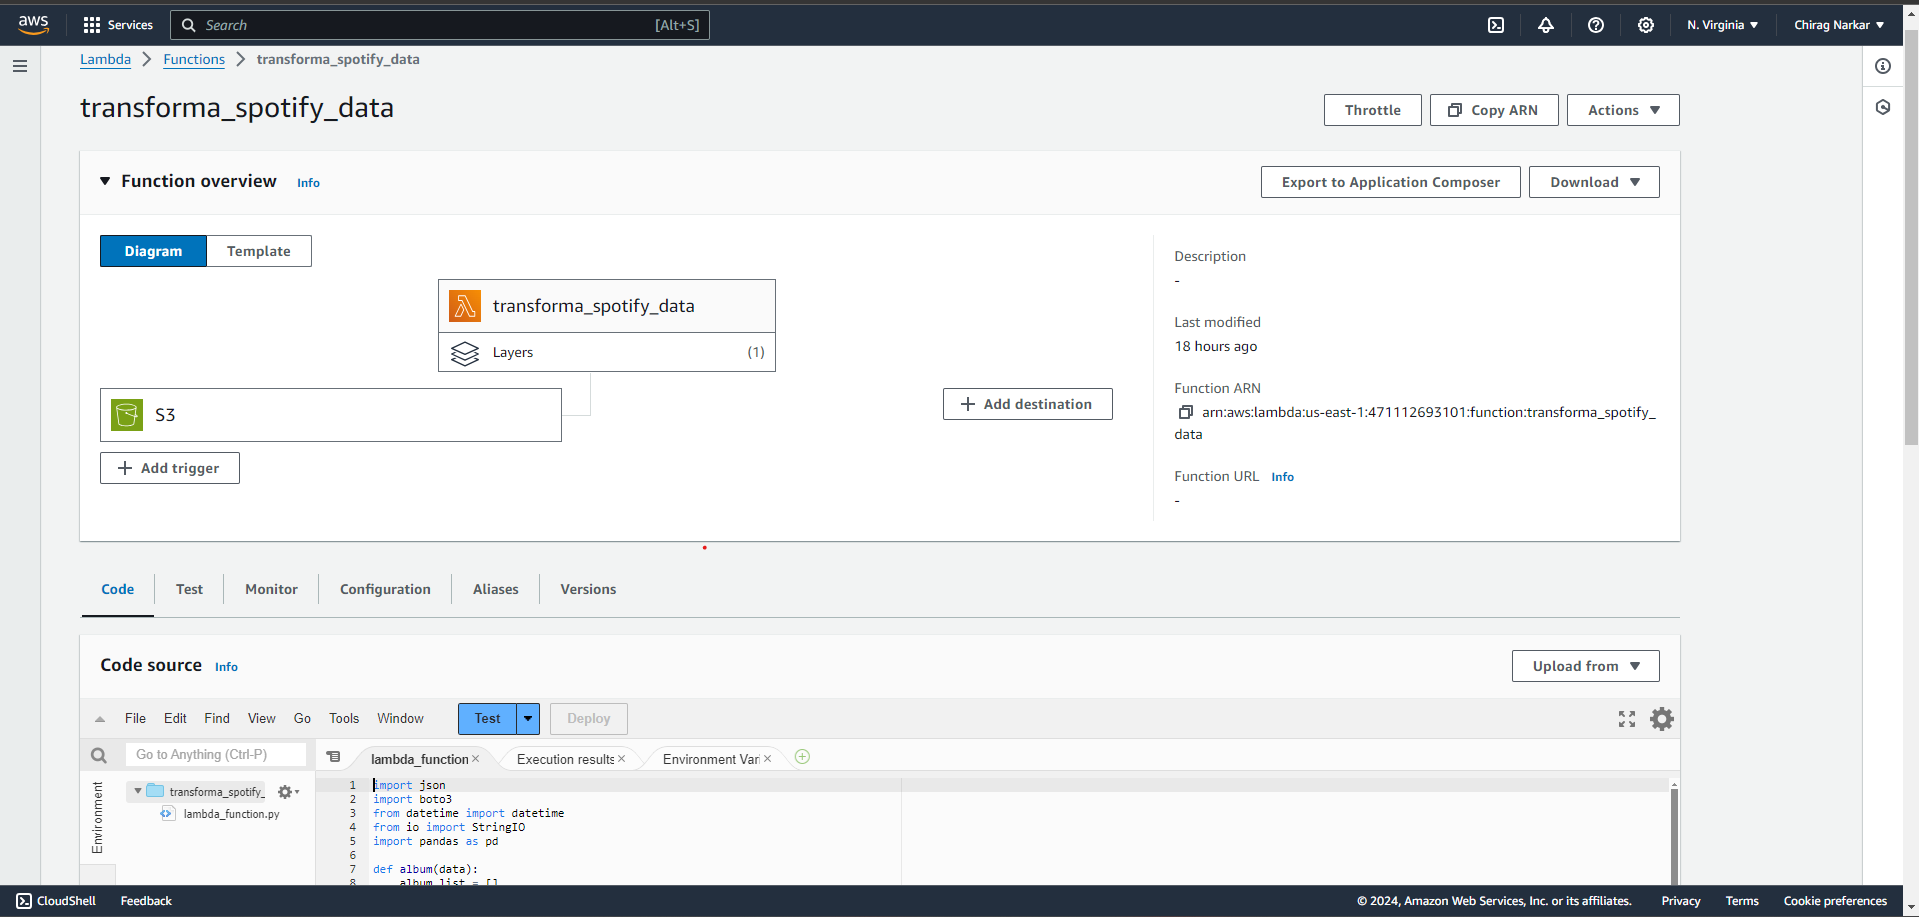 aws Services Search [Alt+S] N. Virginia Chirag Narkar
Lambda Functions transforma_spotify_data
transforma_spotify_data
Throttle Copy ARN Actions
Function overview Info
Export to Application Composer Download
Diagram Template
transforma_spotify_data
Layers (1)
S3
Add trigger
Add destination
Description
-
Last modified
18 hours ago
Function ARN
arn:aws:lambda:us-east-1:471112693101:function:transforma_spotify_
data
Function URL Info
-
Code Test Monitor Configuration Aliases Versions
Code source Info
Upload from
File Edit Find View Go Tools Window Test Deploy
Go to Anything (Ctrl-P)
lambda_function Execution results Environment Var
Environment
transforma_spotify_
lambda_function.py
1 import json
2 import boto3
3 from datetime import datetime
4 from io import StringIO
5 import pandas as pd
6
7 def album(data):
8 album_list = []
CloudShell Feedback © 2024, Amazon Web Services, Inc. or its affiliates. Privacy Terms Cookie preferences